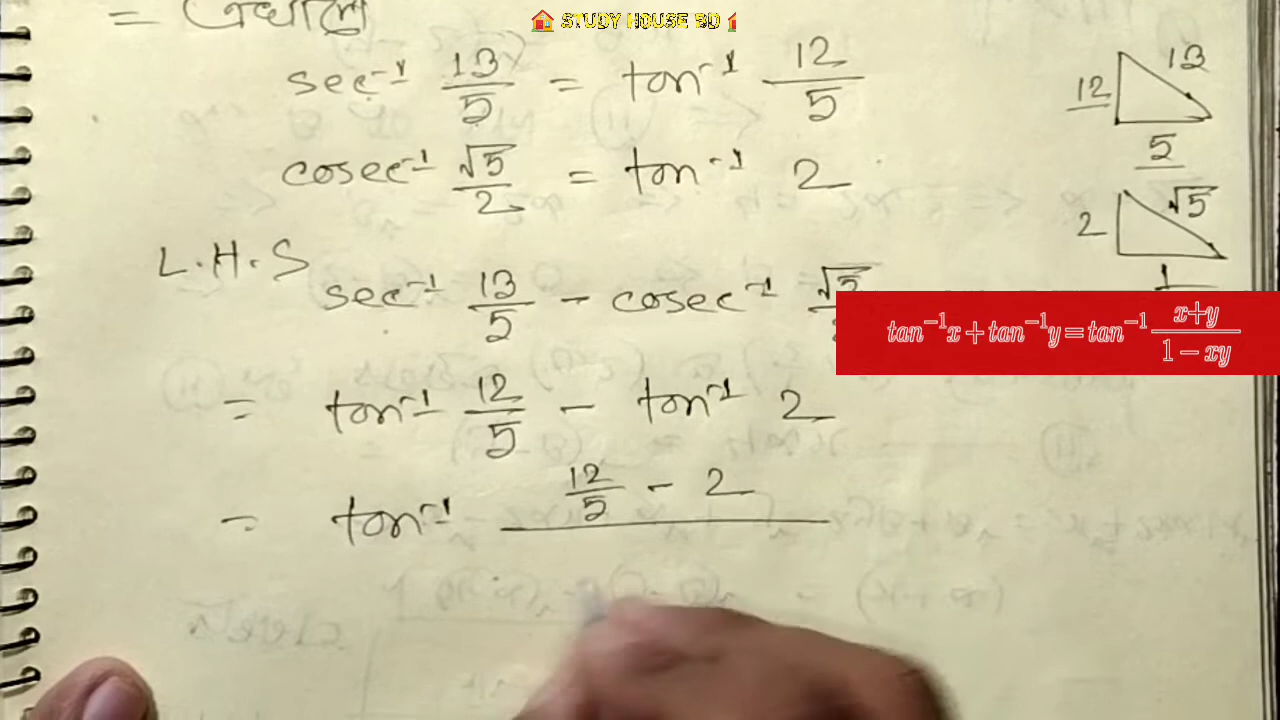 STUDY HOUSE BD
= এখানে
sec⁻¹ 13/5 = tan⁻¹ 12/5
12 13 5
cosec⁻¹ √5/2 = tan⁻¹ 2
2 √5 1
L.H.S
sec⁻¹ 13/5 - cosec⁻¹ √5
tan⁻¹x + tan⁻¹y = tan⁻¹ (x+y)/(1-xy)
= tan⁻¹ 12/5 - tan⁻¹ 2
= tan⁻¹ 12/5 - 2